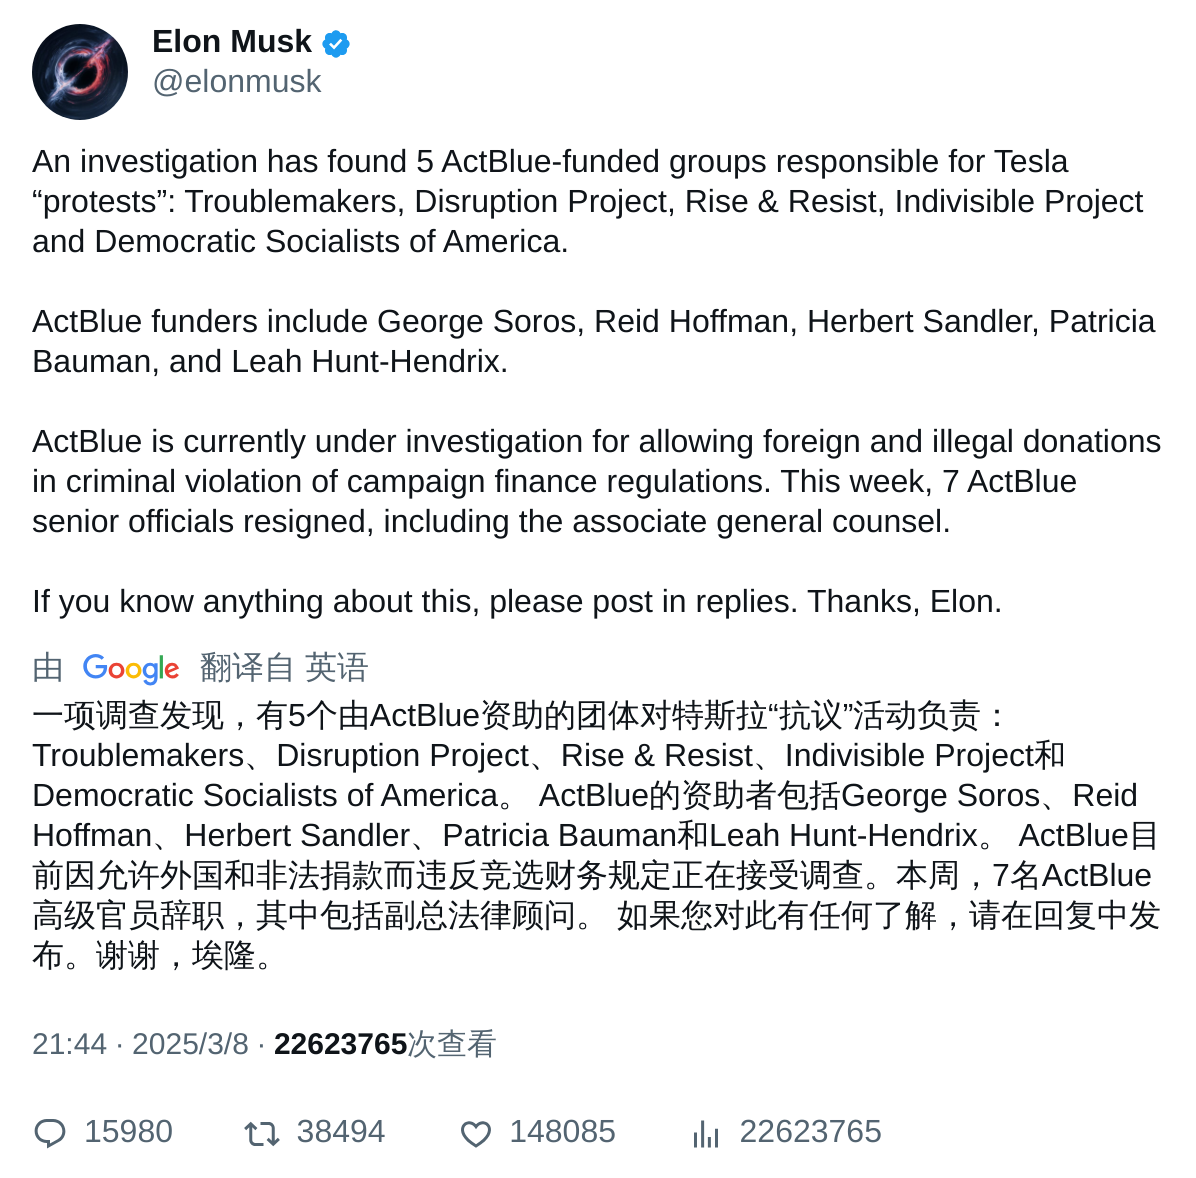 Elon Musk
@elonmusk
An investigation has found 5 ActBlue-funded groups responsible for Tesla
“protests”: Troublemakers, Disruption Project, Rise & Resist, Indivisible Project
and Democratic Socialists of America.
ActBlue funders include George Soros, Reid Hoffman, Herbert Sandler, Patricia
Bauman, and Leah Hunt-Hendrix.
ActBlue is currently under investigation for allowing foreign and illegal donations
in criminal violation of campaign finance regulations. This week, 7 ActBlue
senior officials resigned, including the associate general counsel.
If you know anything about this, please post in replies. Thanks, Elon.
由 Google 翻译自 英语
一项调查发现，有5个由ActBlue资助的团体对特斯拉“抗议”活动负责：
Troublemakers、Disruption Project、Rise & Resist、Indivisible Project和
Democratic Socialists of America。 ActBlue的资助者包括George Soros、Reid
Hoffman、Herbert Sandler、Patricia Bauman和Leah Hunt-Hendrix。 ActBlue目
前因允许外国和非法捐款而违反竞选财务规定正在接受调查。本周，7名ActBlue
高级官员辞职，其中包括副总法律顾问。 如果您对此有任何了解，请在回复中发
布。谢谢，埃隆。
21:44 · 2025/3/8 · 22623765次查看
15980 38494 148085 22623765